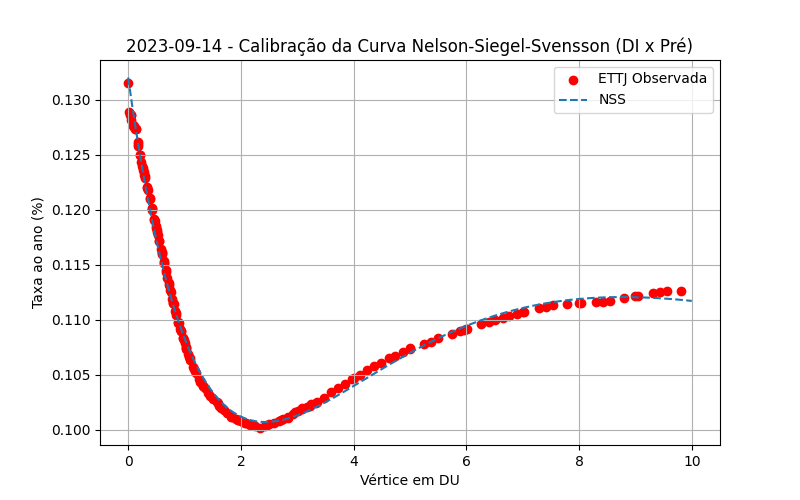 2023-09-14 - Calibração da Curva Nelson-Siegel-Svensson (DI x Pré)
ETTJ Observada
NSS
Taxa ao ano (%)
0.130
0.125
0.120
0.115
0.110
0.105
0.100
0 2 4 6 8 10
Vértice em DU